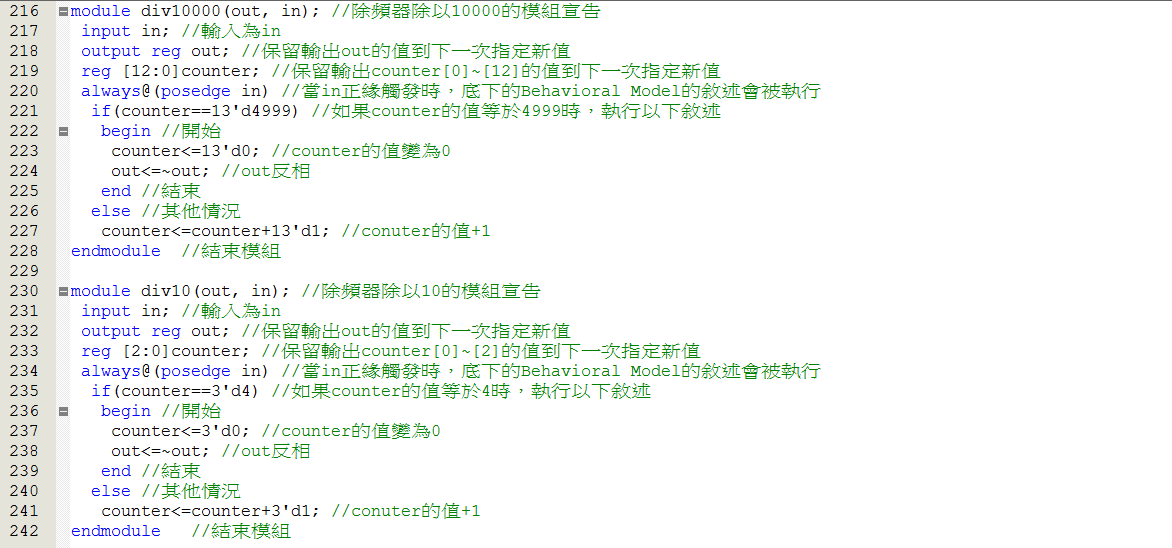 216 module div10000(out, in); //除頻器除以10000的模組宣告
217 input in; //輸入為in
218 output reg out; //保留輸出out的值到下一次指定新值
219 reg [12:0]counter; //保留輸出counter[0]~[12]的值到下一次指定新值
220 always@(posedge in) //當in正緣觸發時，底下的Behavioral Model的敘述會被執行
221 if(counter==13'd4999) //如果counter的值等於4999時，執行以下敘述
222 begin //開始
223 counter<=13'd0; //counter的值變為0
224 out<=~out; //out反相
225 end //結束
226 else //其他情況
227 counter<=counter+13'd1; //conuter的值+1
228 endmodule //結束模組
229
230 module div10(out, in); //除頻器除以10的模組宣告
231 input in; //輸入為in
232 output reg out; //保留輸出out的值到下一次指定新值
233 reg [2:0]counter; //保留輸出counter[0]~[2]的值到下一次指定新值
234 always@(posedge in) //當in正緣觸發時，底下的Behavioral Model的敘述會被執行
235 if(counter==3'd4) //如果counter的值等於4時，執行以下敘述
236 begin //開始
237 counter<=3'd0; //counter的值變為0
238 out<=~out; //out反相
239 end //結束
240 else //其他情況
241 counter<=counter+3'd1; //conuter的值+1
242 endmodule //結束模組